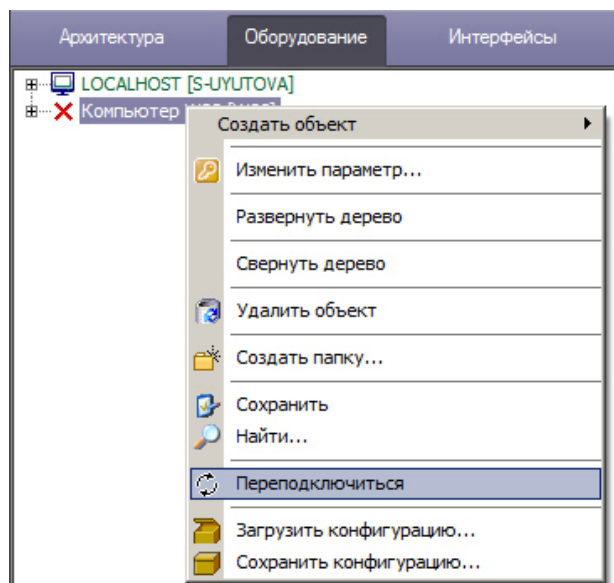 Архитектура Оборудование Интерфейсы
LOCALHOST [S-UYUTOVA]
Компьютер
Создать объект
Изменить параметр...
Развернуть дерево
Свернуть дерево
Удалить объект
Создать папку...
Сохранить
Найти...
Переподключиться
Загрузить конфигурацию...
Сохранить конфигурацию...